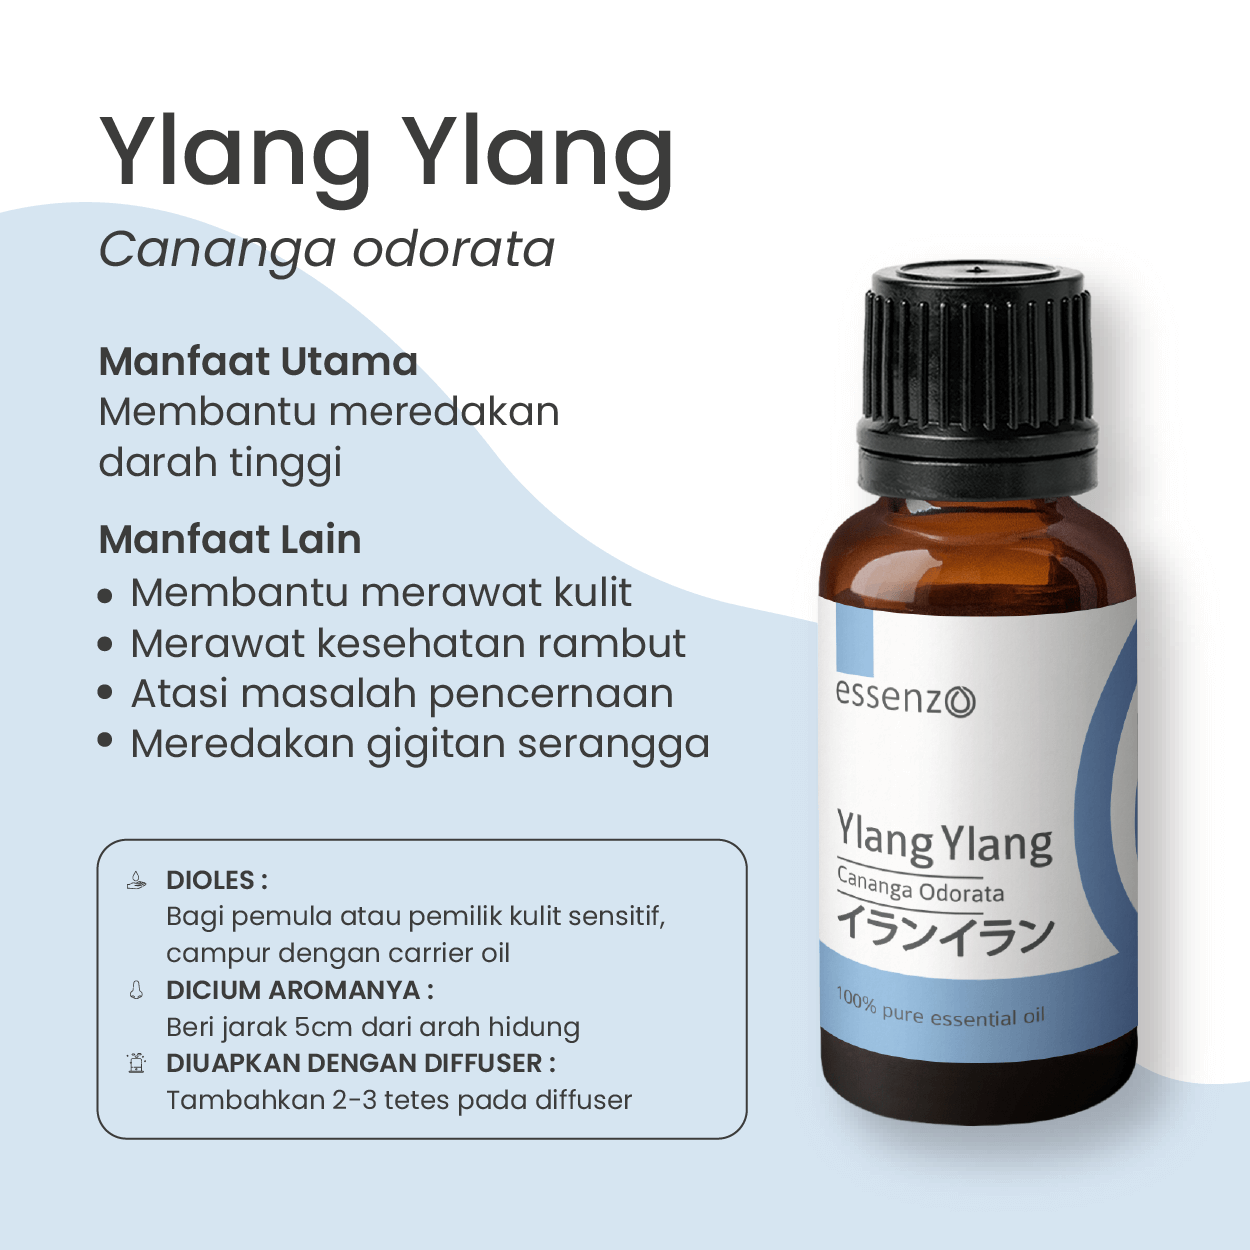 Ylang Ylang
Cananga odorata
Manfaat Utama
Membantu meredakan
darah tinggi
Manfaat Lain
• Membantu merawat kulit
• Merawat kesehatan rambut
• Atasi masalah pencernaan
• Meredakan gigitan serangga
DIOLES :
Bagi pemula atau pemilik kulit sensitif,
campur dengan carrier oil
DICIUM AROMANYA :
Beri jarak 5cm dari arah hidung
DIUAPKAN DENGAN DIFFUSER :
Tambahkan 2-3 tetes pada diffuser
essenzo
Ylang Ylang
Cananga Odorata
イランイラン
100% pure essential oil